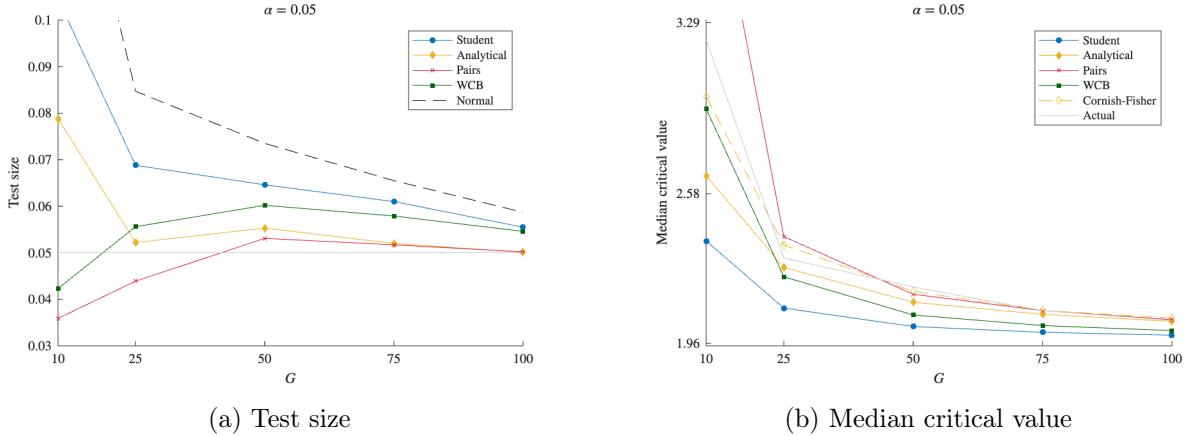 α = 0.05
0.1
0.09
0.08
0.07
0.06
0.05
0.04
0.03
Test size
10
25
50
75
100
G
Student
Analytical
Pairs
WCB
Normal
(a) Test size
α = 0.05
3.29
2.58
1.96
Median critical value
10
25
50
75
100
G
Student
Analytical
Pairs
WCB
Cornish-Fisher
Actual
(b) Median critical value